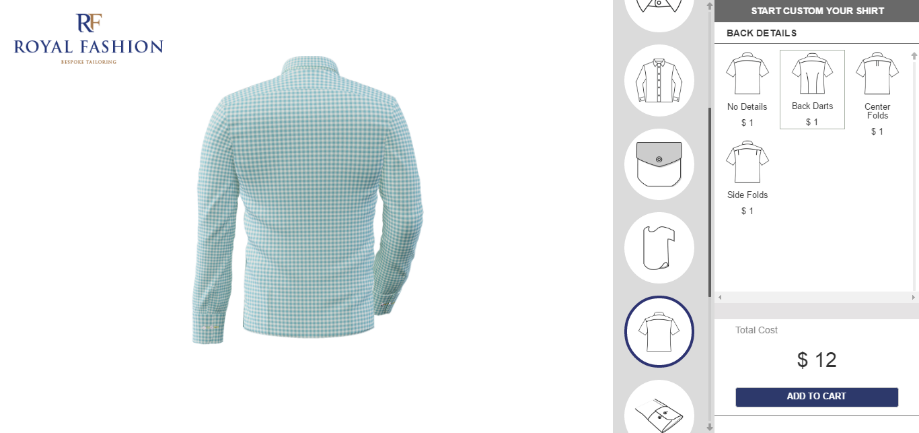 RF
ROYAL FASHION
BESPOKE TAILORING
START CUSTOM YOUR SHIRT
BACK DETAILS
No Details
$ 1
Back Darts
$ 1
Center
Folds
$ 1
Side Folds
$ 1
Total Cost
$ 12
ADD TO CART